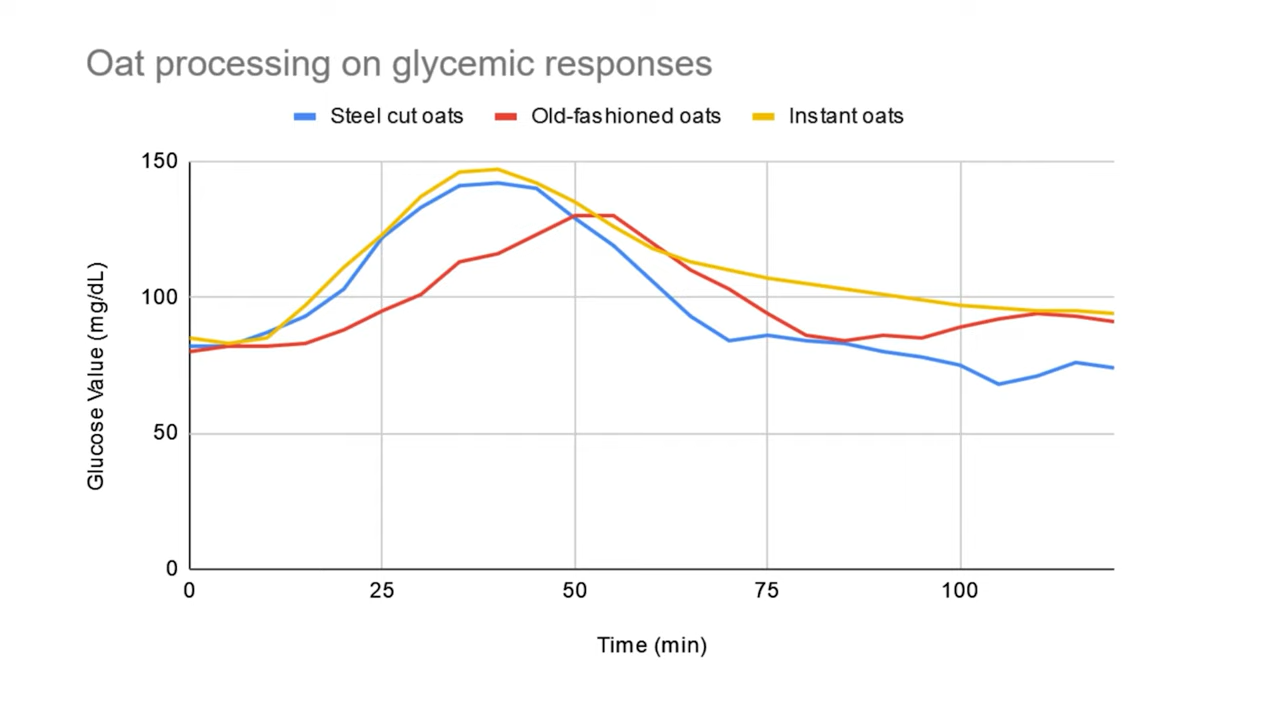 Oat processing on glycemic responses
Steel cut oats Old-fashioned oats Instant oats
150
100
50
0
Glucose Value (mg/dL)
0 25 50 75 100
Time (min)